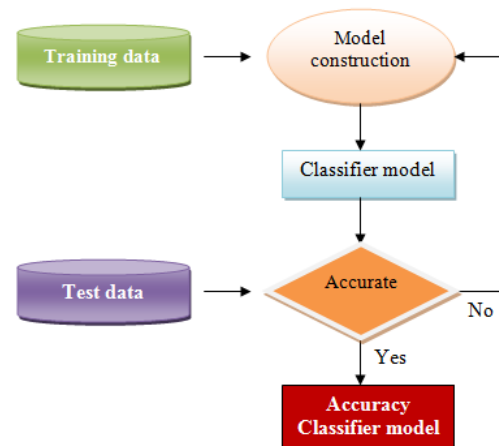 Training data
Model
construction
Classifier model
Test data
Accurate
No
Yes
Accuracy
Classifier model